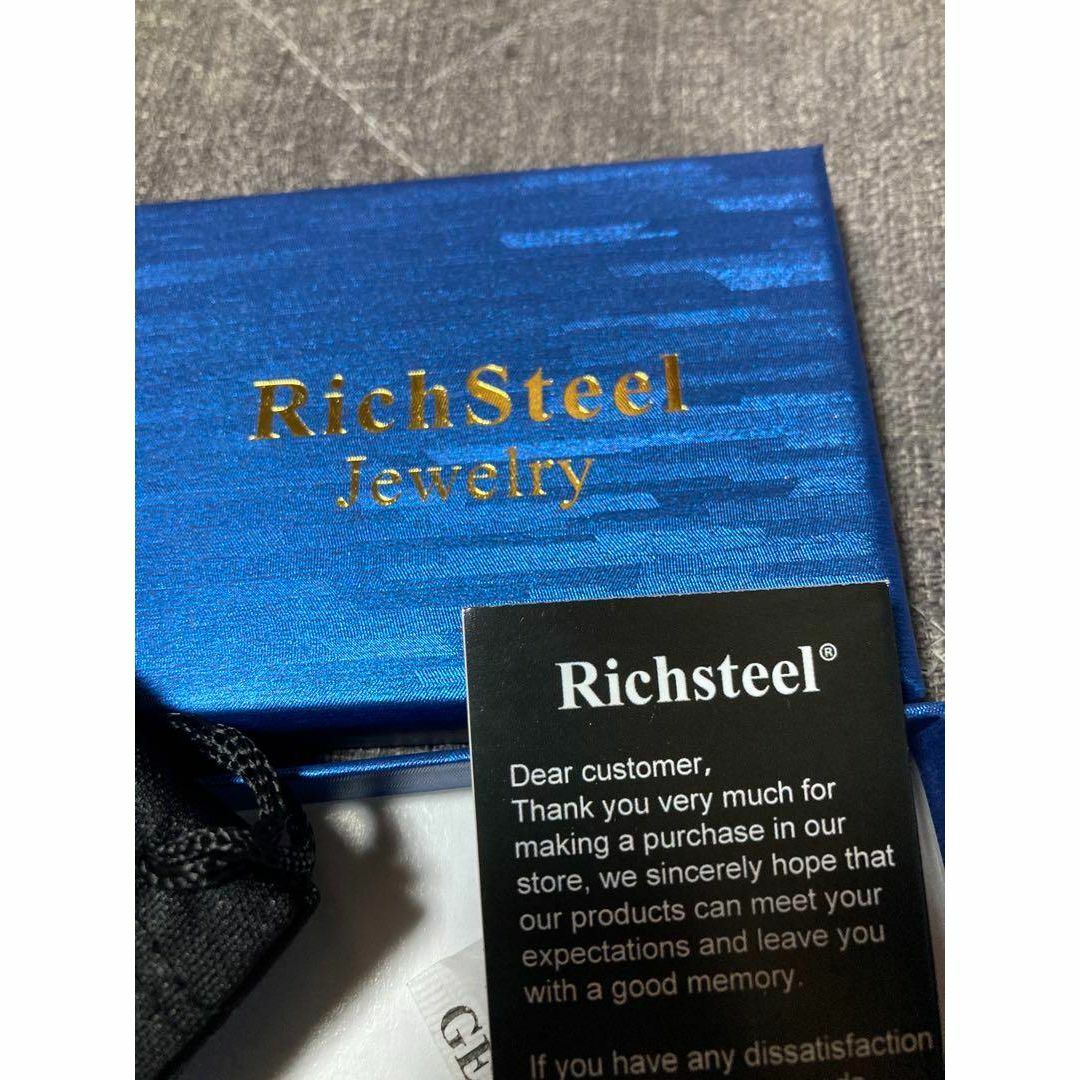 RichSteel
Jewelry
Richsteel®
Dear customer,
Thank you very much for
making a purchase in our
store, we sincerely hope that
our products can meet your
expectations and leave you
with a good memory.
If you have any dissatisfaction
GE